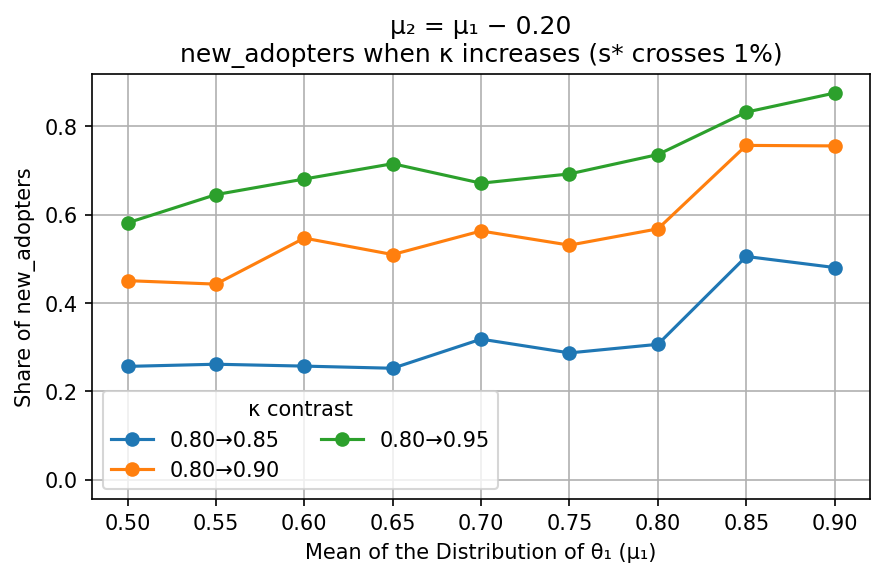 μ₂ = μ₁ − 0.20
new_adopters when κ increases (s* crosses 1%)
Share of new_adopters
0.8
0.6
0.4
0.2
0.0
κ contrast
0.80→0.85
0.80→0.90
0.80→0.95
0.50 0.55 0.60 0.65 0.70 0.75 0.80 0.85 0.90
Mean of the Distribution of θ₁ (μ₁)